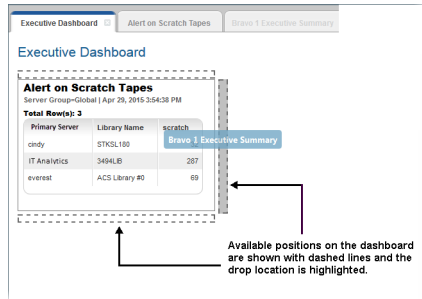 Executive Dashboard
Alert on Scratch Tapes
Bravo 1 Executive Summary
Executive Dashboard
Alert on Scratch Tapes
Server Group=Global | Apr 29, 2015 3:54:38 PM
Total Row(s): 3
Primary Server Library Name scratch
Bravo 1 Executive Summary
cindy STKSL180
IT Analytics 3494LIB 287
everest ACS Library #0 69
Available positions on the dashboard
are shown with dashed lines and the
drop location is highlighted.